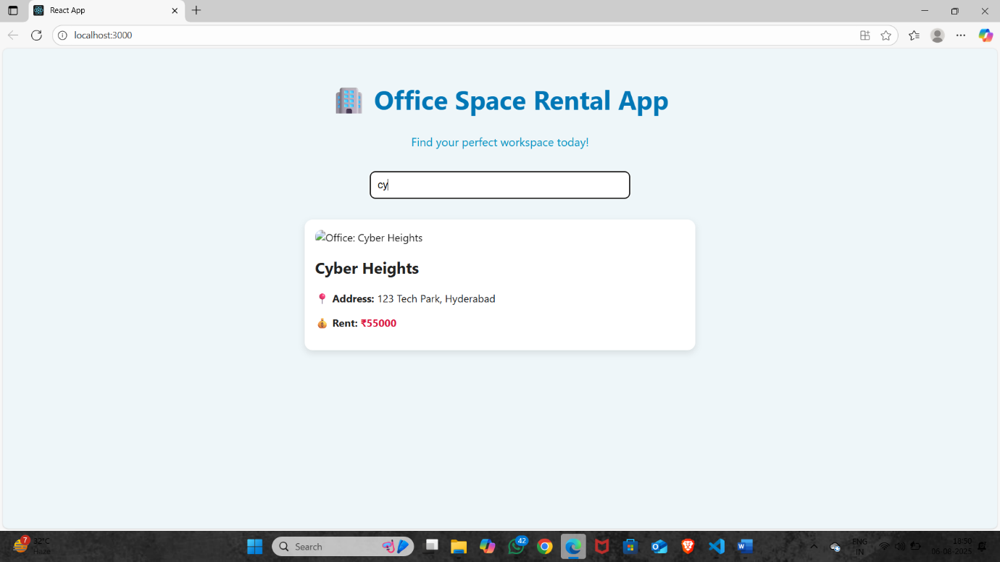 React App
localhost:3000
Office Space Rental App
Find your perfect workspace today!
cy
Office: Cyber Heights
Cyber Heights
Address: 123 Tech Park, Hyderabad
Rent: ₹55000
7
32°C
Haze
Search
42
W
ENG
IN
18:50
06-08-2025